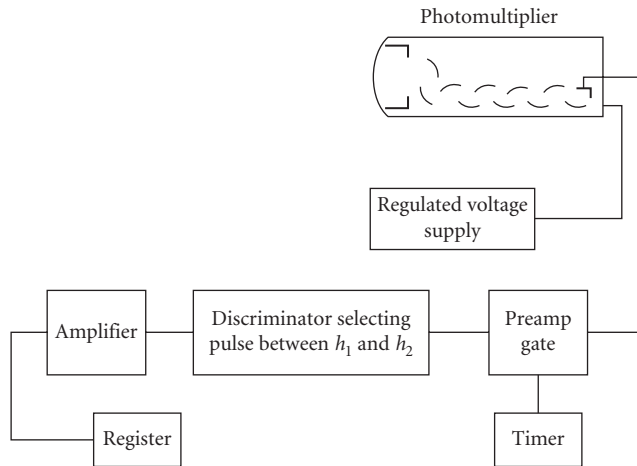 Photomultiplier
Regulated voltage
supply
Amplifier
Discriminator selecting
pulse between h₁ and h₂
Preamp
gate
Register
Timer